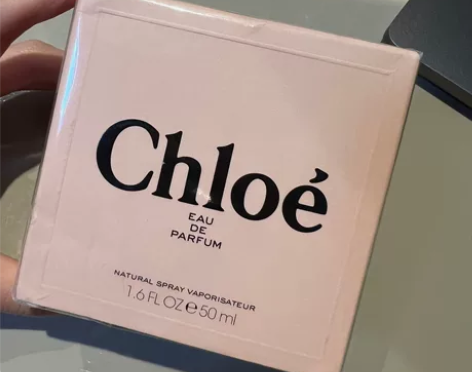 Chloé
EAU
DE
PARFUM
NATURAL SPRAY VAPORISATEUR
1.6 FL OZ ℮ 50 ml